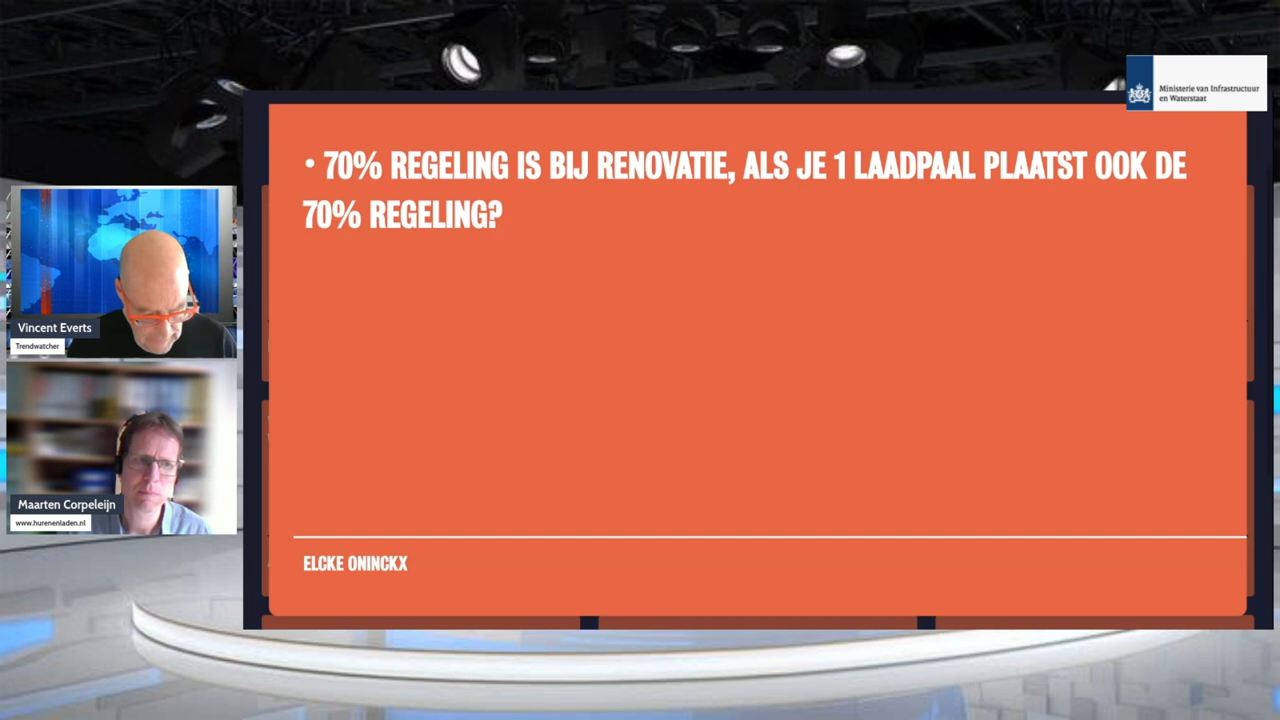 Ministerie van Infrastructuur
en Waterstaat
• 70% REGELING IS BIJ RENOVATIE, ALS JE 1 LAADPAAL PLAATST OOK DE
70% REGELING?
ELCKE ONINCKX
Vincent Everts
Trendwatcher
Maarten Corpeleijn
www.hurenenladen.nl